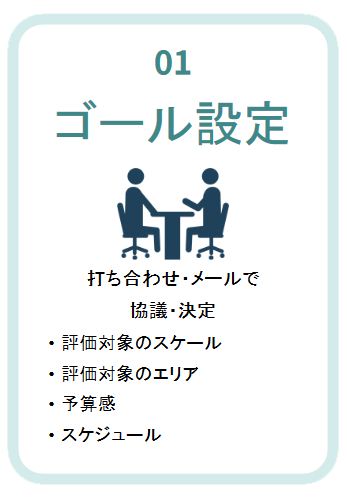 01
ゴール設定
打ち合わせ・メールで
協議・決定
・評価対象のスケール
・評価対象のエリア
・予算感
・スケジュール